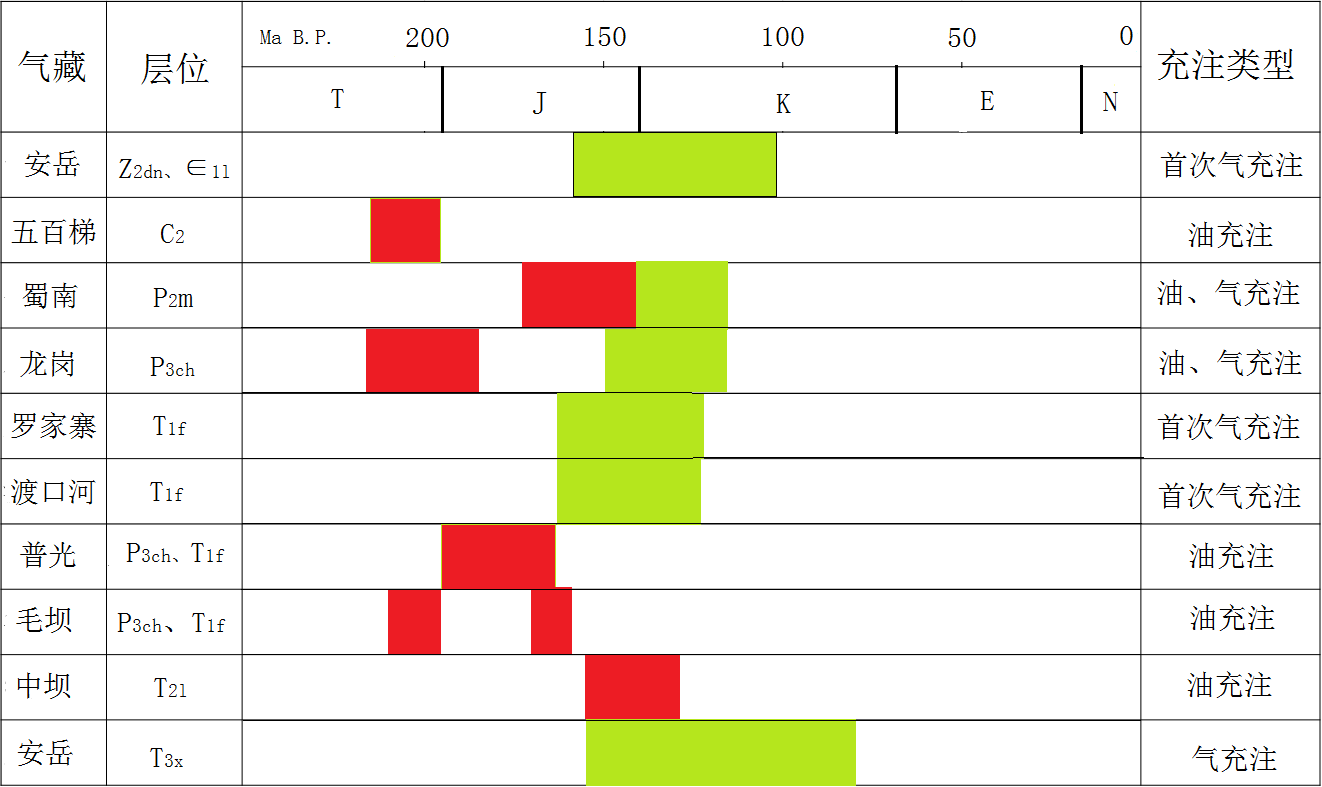 气藏 层位 Ma B.P. 200 150 100 50 0 充注类型
T J K E N
安岳 Z2dn、∈1l 首次气充注
五百梯 C2 油充注
蜀南 P2m 油、气充注
龙岗 P3ch 油、气充注
罗家寨 T1f 首次气充注
渡口河 T1f 首次气充注
普光 P3ch、T1f 油充注
毛坝 P3ch、T1f 油充注
中坝 T2l 油充注
安岳 T3x 气充注